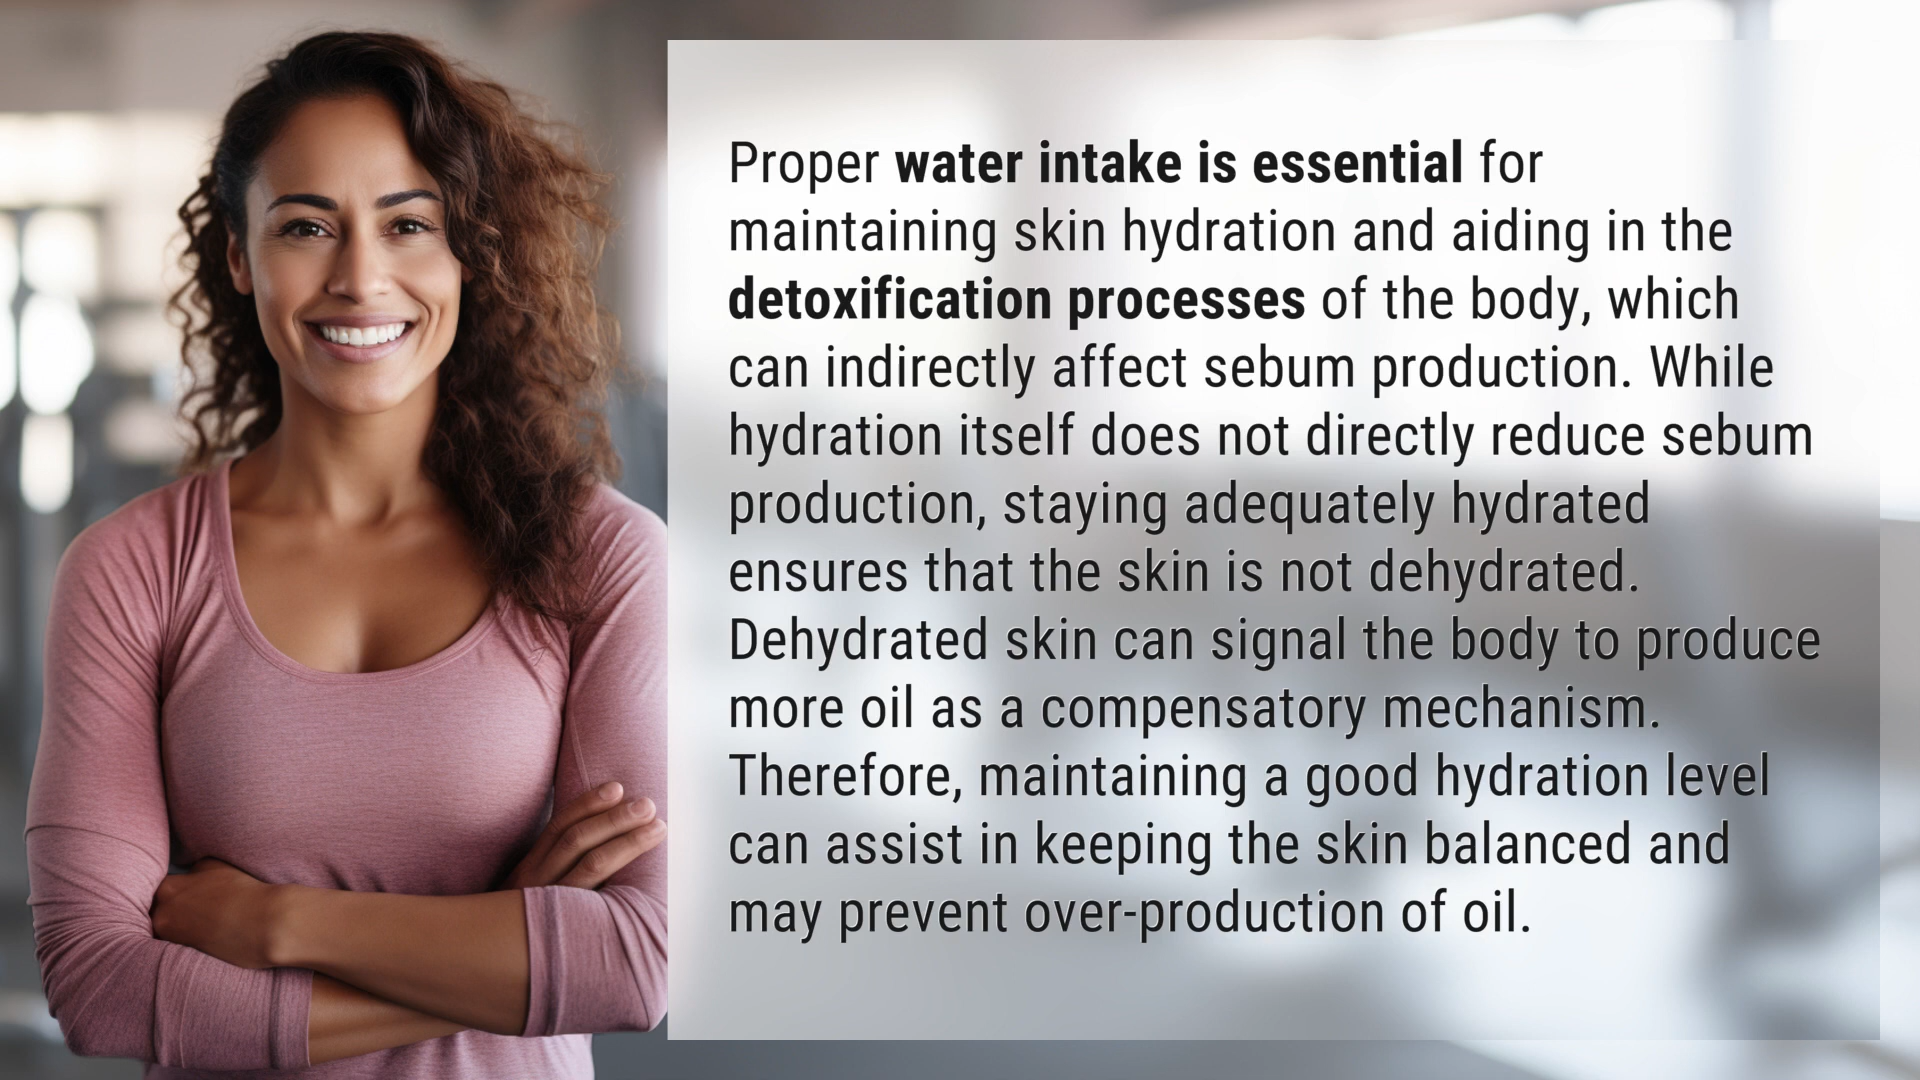 Proper water intake is essential for
maintaining skin hydration and aiding in the
detoxification processes of the body, which
can indirectly affect sebum production. While
hydration itself does not directly reduce sebum
production, staying adequately hydrated
ensures that the skin is not dehydrated.
Dehydrated skin can signal the body to produce
more oil as a compensatory mechanism.
Therefore, maintaining a good hydration level
can assist in keeping the skin balanced and
may prevent over-production of oil.